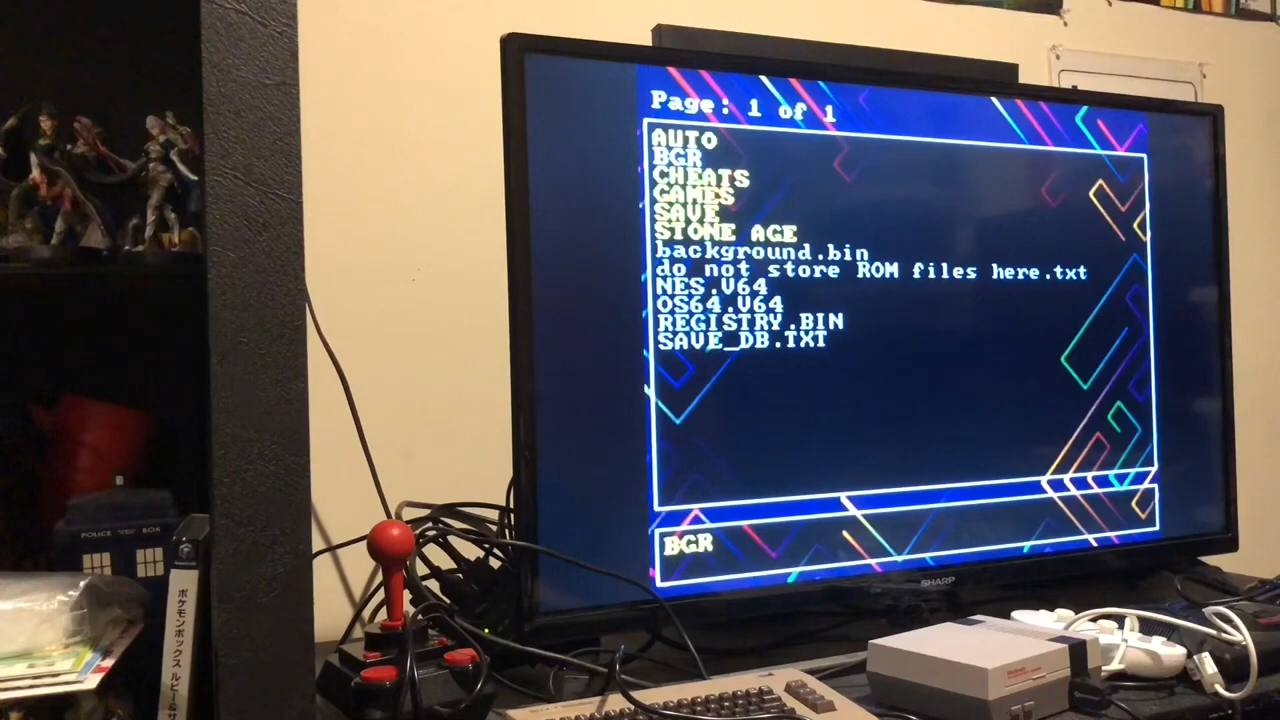 Page: 1 of 1
AUTO
BGR
CHEATS
GAMES
SAVE
STONE AGE
background.bin
do not store ROM files here.txt
NES.V64
OS64.V64
REGISTRY.BIN
SAVE_DB.TXT
BGR
SHARP
POLICE BOX
ポケモンボックス ルビー&サ
Nintendo